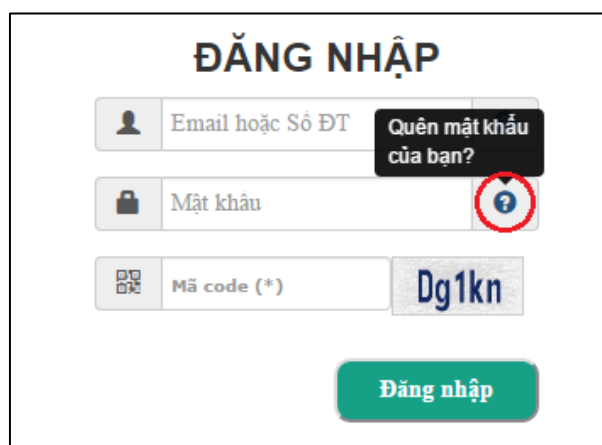 ĐĂNG NHẬP
Email hoặc Số ĐT
Quên mật khẩu
của bạn?
Mật khẩu
Mã code (*)
Dg1kn
Đăng nhập